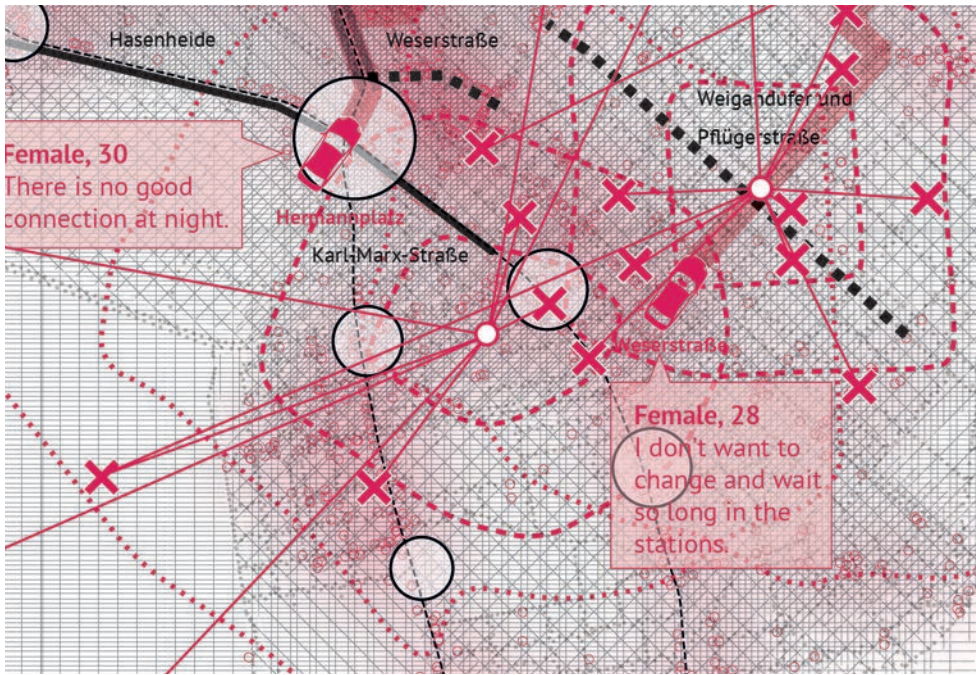 Hasenheide
Weserstraße
Weigandufer und
Pflügerstraße
Female, 30
There is no good
connection at night.
Hermannplatz
Karl-Marx-Straße
Weserstraße
Female, 28
I don't want to
change and wait
so long in the
stations.